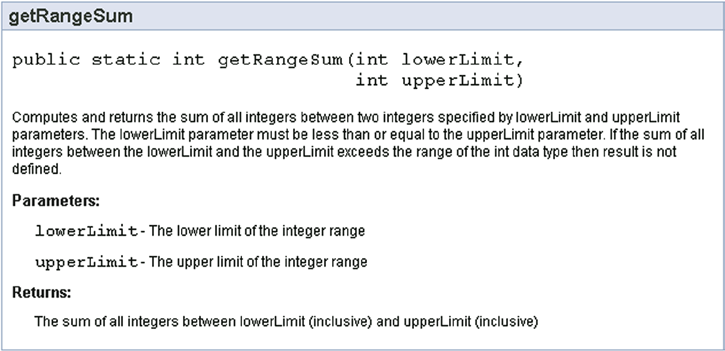 getRangeSum
public static int getRangeSum(int lowerLimit,
int upperLimit)
Computes and returns the sum of all integers between two integers specified by lowerLimit and upperLimit
parameters. The lowerLimit parameter must be less than or equal to the upperLimit parameter. If the sum of all
integers between the lowerLimit and the upperLimit exceeds the range of the int data type then result is not
defined.
Parameters:
lowerLimit - The lower limit of the integer range
upperLimit - The upper limit of the integer range
Returns:
The sum of all integers between lowerLimit (inclusive) and upperLimit (inclusive)